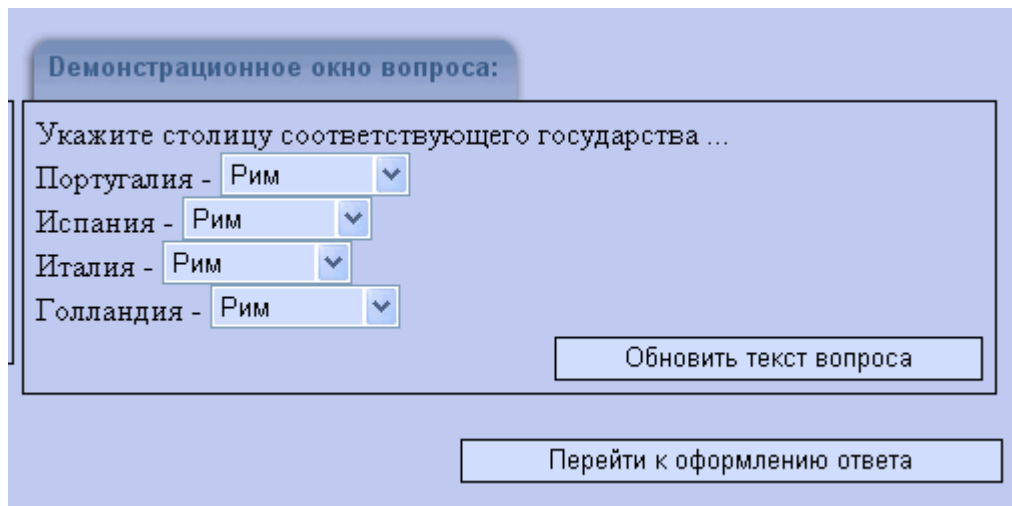 Демонстрационное окно вопроса:
Укажите столицу соответствующего государства ...
Португалия - Рим
Испания - Рим
Италия - Рим
Голландия - Рим
Обновить текст вопроса
Перейти к оформлению ответа